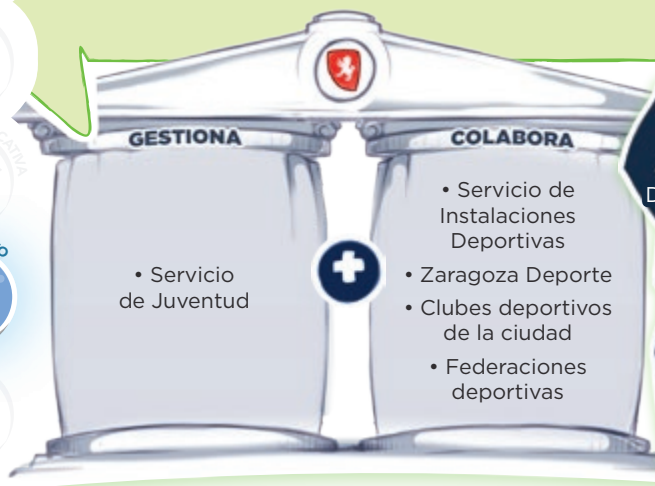 GESTIONA
• Servicio
de Juventud
COLABORA
• Servicio de
Instalaciones
Deportivas
• Zaragoza Deporte
• Clubes deportivos
de la ciudad
• Federaciones
deportivas